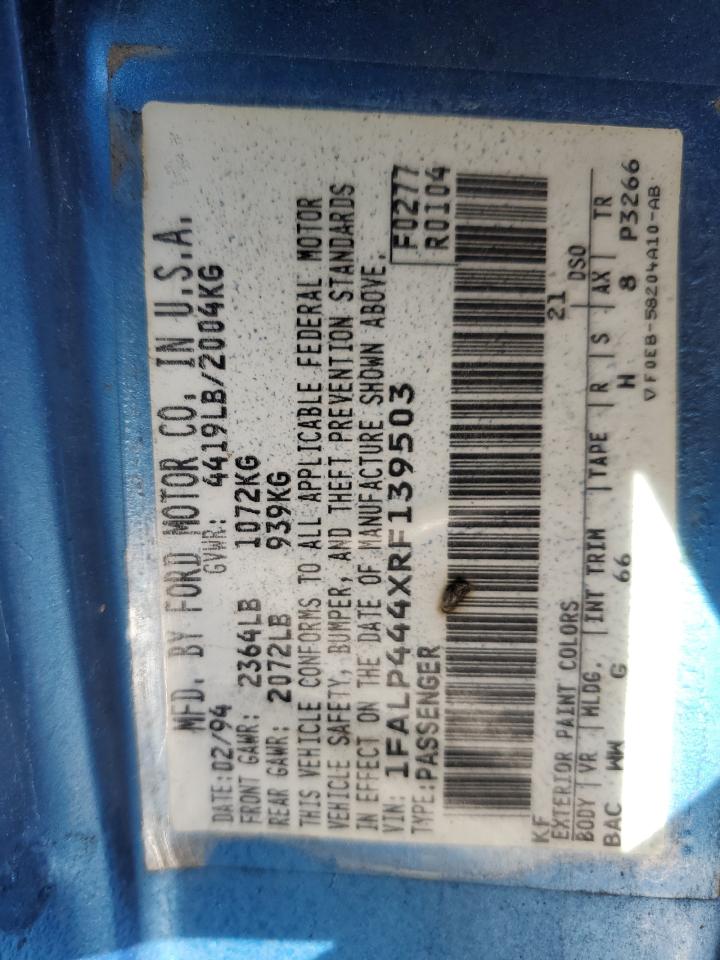 MFD. BY FORD MOTOR CO. IN U.S.A.
DATE: 02/94 GVWR: 4419LB/2004KG
FRONT GAWR: 2364LB 1072KG
REAR GAWR: 2072LB 939KG
THIS VEHICLE CONFORMS TO ALL APPLICABLE FEDERAL MOTOR
VEHICLE SAFETY, BUMPER, AND THEFT PREVENTION STANDARDS
IN EFFECT ON THE DATE OF MANUFACTURE SHOWN ABOVE.
VIN: 1FALP444XRF139503 F0277
TYPE: PASSENGER R0104
KF 21
EXTERIOR PAINT COLORS DSO
BODY | VR | MLDG. | INT TRIM | TAPE | R | S | AX | TR
BAC WW G 66 H 8 P3266
VF0EB-58204A10-AB